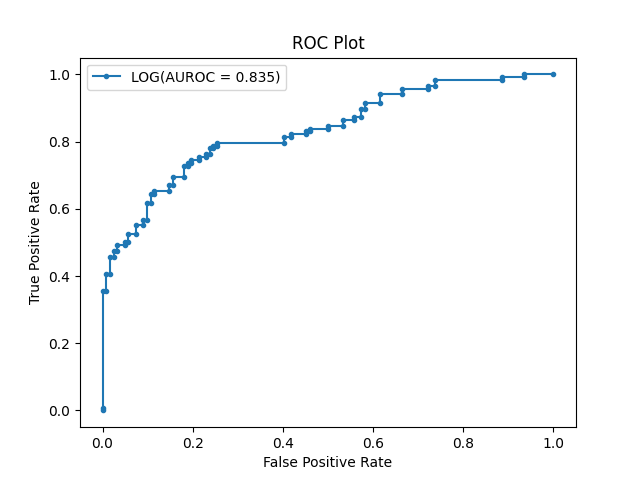 ROC Plot
LOG(AUROC = 0.835)
True Positive Rate
1.0
0.8
0.6
0.4
0.2
0.0
0.0 0.2 0.4 0.6 0.8 1.0
False Positive Rate